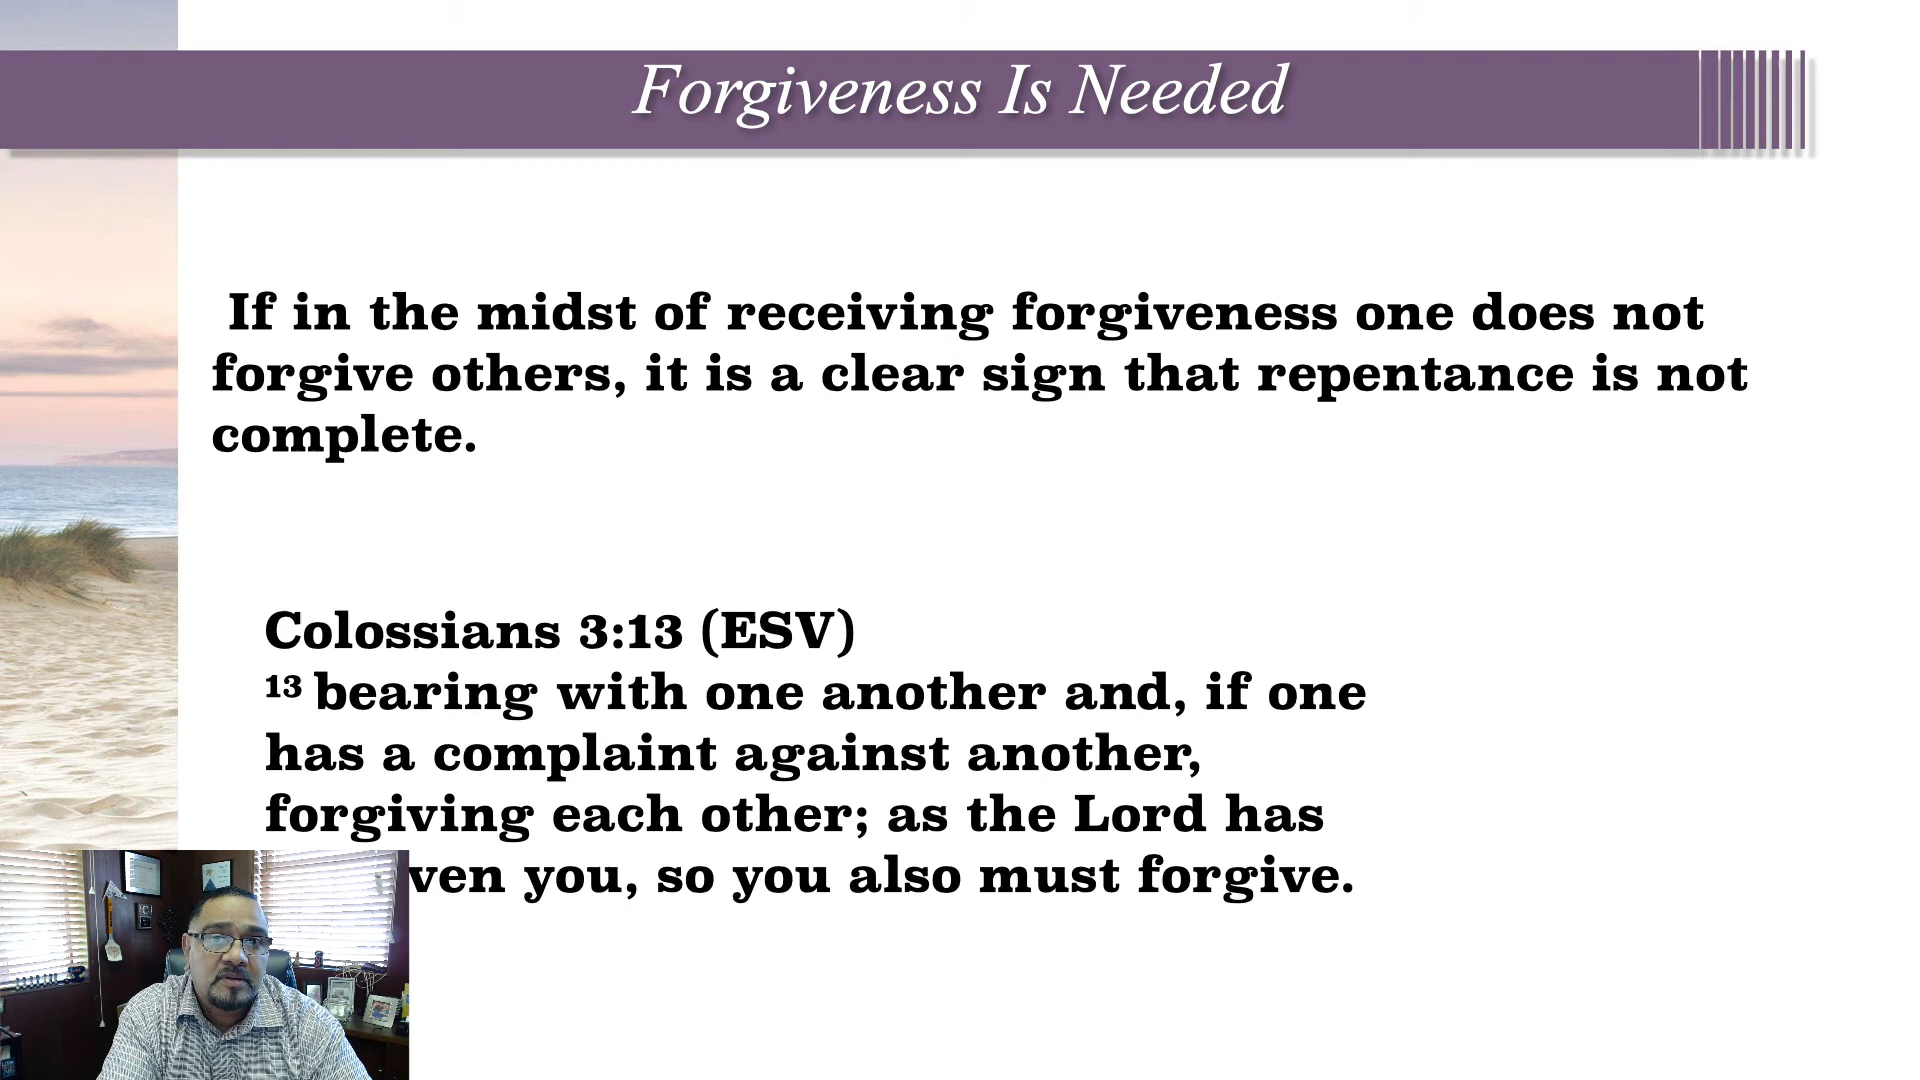 Forgiveness Is Needed
If in the midst of receiving forgiveness one does not
forgive others, it is a clear sign that repentance is not
complete.
Colossians 3:13 (ESV)
13 bearing with one another and, if one
has a complaint against another,
forgiving each other; as the Lord has
ven you, so you also must forgive.